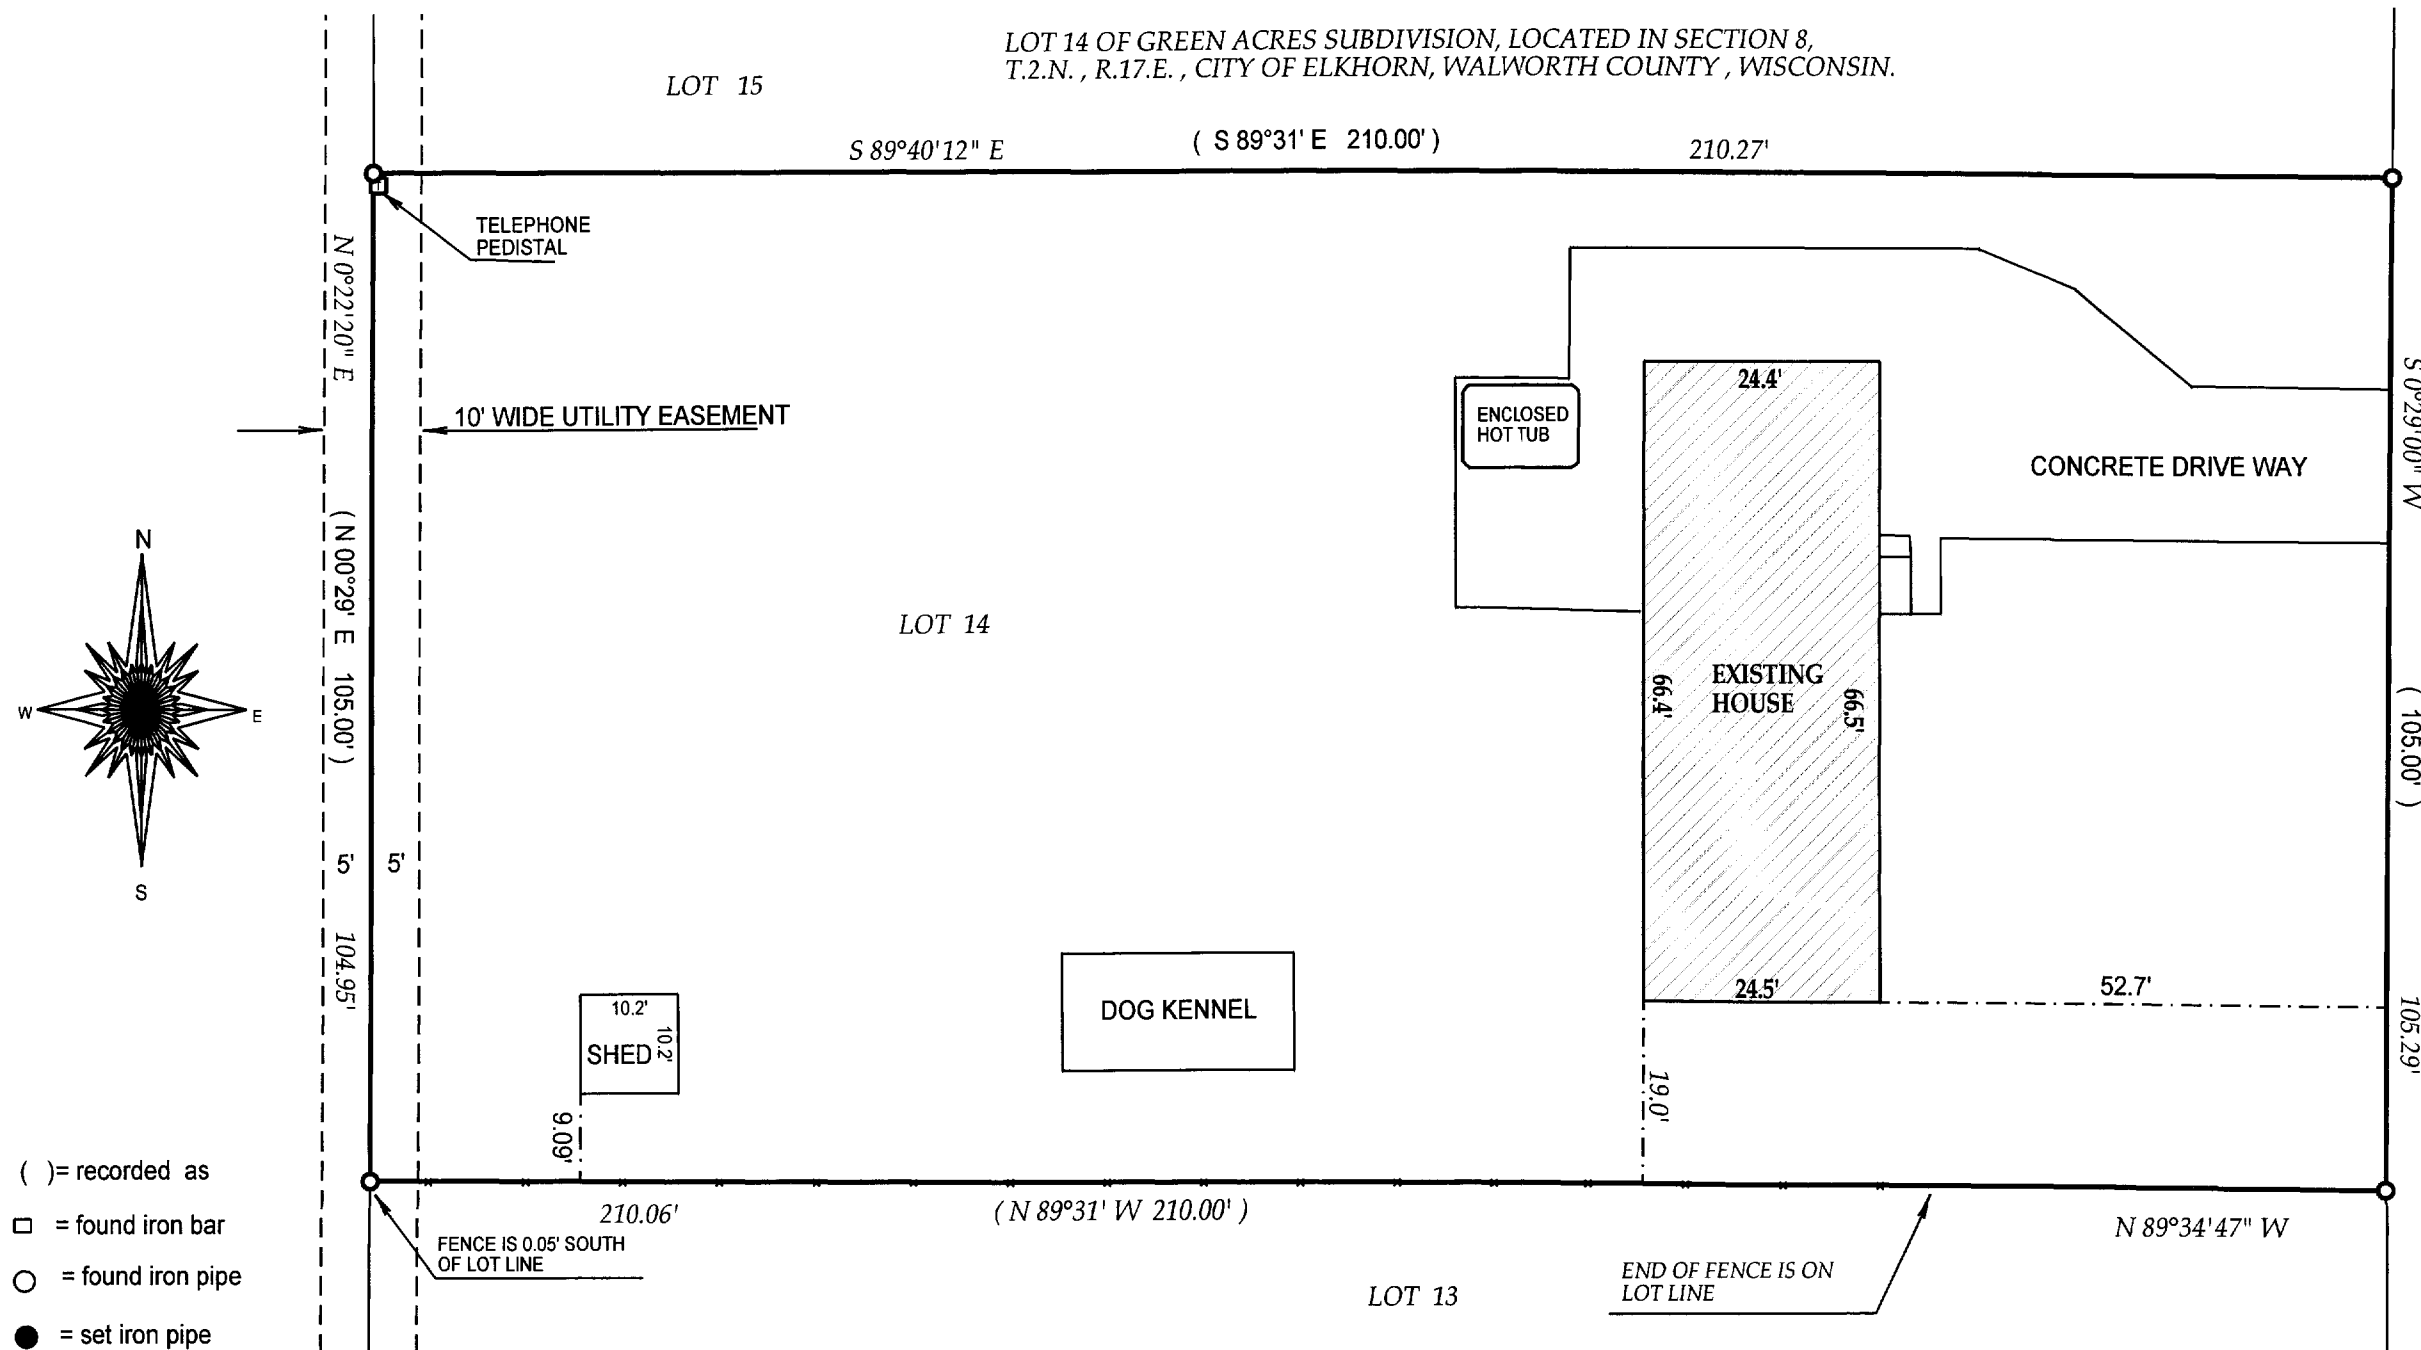 LOT 14 OF GREEN ACRES SUBDIVISION, LOCATED IN SECTION 8,
T.2.N. , R.17.E. , CITY OF ELKHORN, WALWORTH COUNTY , WISCONSIN.
LOT 15
S 89°40'12" E
( S 89°31' E 210.00' )
210.27'
TELEPHONE
PEDISTAL
N 0°22'20" E
10' WIDE UTILITY EASEMENT
( N 00°29' E 105.00' )
5'
5'
104.95'
N
W
E
S
24.4'
ENCLOSED
HOT TUB
CONCRETE DRIVE WAY
S 0°29'00" W
LOT 14
EXISTING
HOUSE
66.4'
66.5'
( 105.00' )
24.5'
52.7'
105.29'
10.2'
10.2'
SHED
DOG KENNEL
9.09'
19.0'
210.06'
( N 89°31' W 210.00' )
N 89°34'47" W
FENCE IS 0.05' SOUTH
OF LOT LINE
END OF FENCE IS ON
LOT LINE
LOT 13
( )= recorded as
= found iron bar
= found iron pipe
= set iron pipe